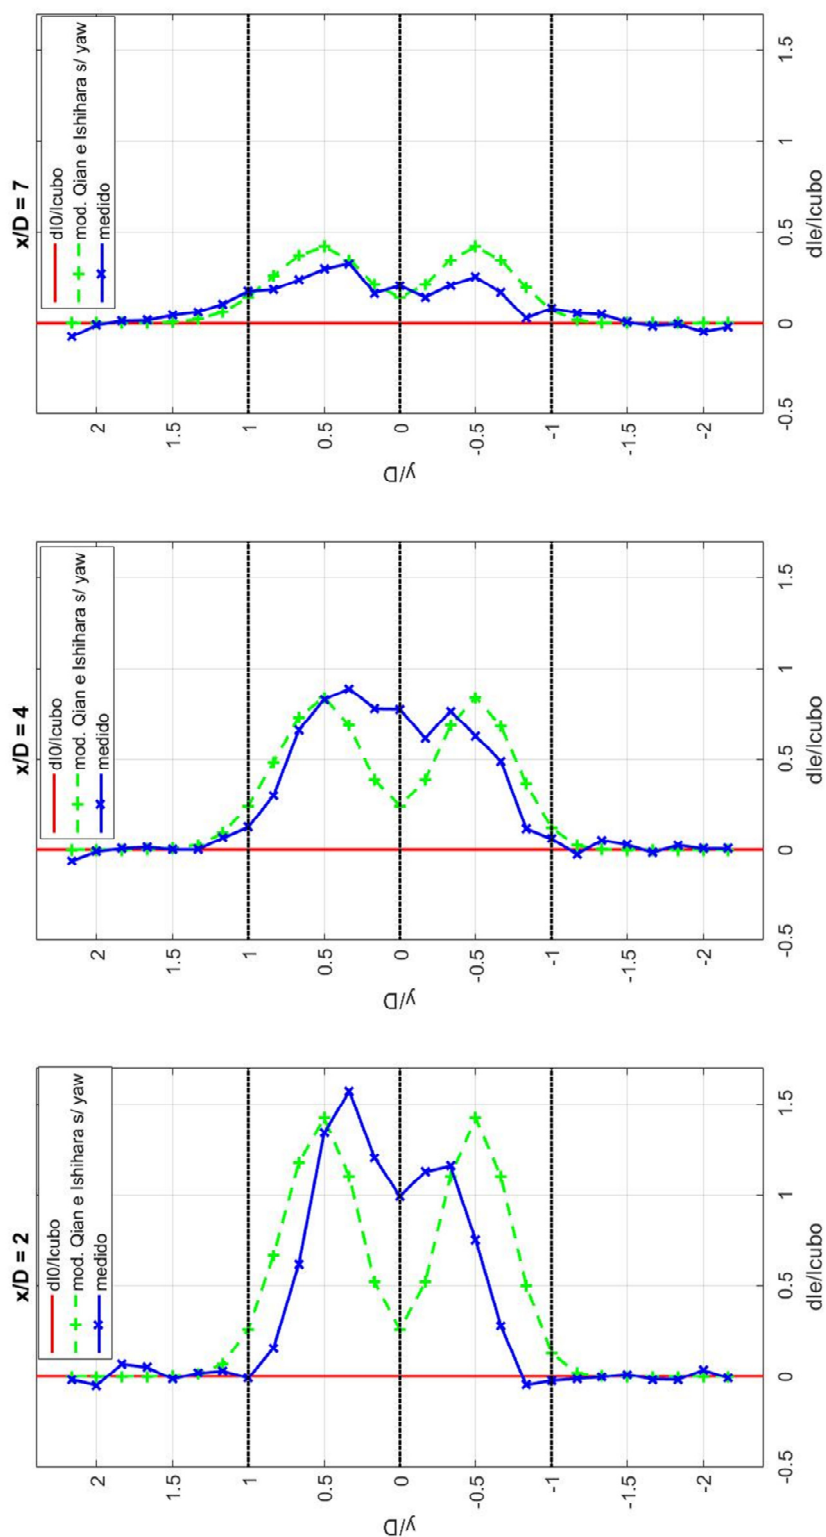 x/D = 2
dI0/Icubo
mod. Qian e Ishihara s/ yaw
medido
2
1.5
1
0.5
0
-0.5
-1
-1.5
-2
y/D
-0.5
0
0.5
1
1.5
dIe/Icubo
x/D = 4
dI0/Icubo
mod. Qian e Ishihara s/ yaw
medido
2
1.5
1
0.5
0
-0.5
-1
-1.5
-2
y/D
-0.5
0
0.5
1
1.5
dIe/Icubo
x/D = 7
dI0/Icubo
mod. Qian e Ishihara s/ yaw
medido
2
1.5
1
0.5
0
-0.5
-1
-1.5
-2
y/D
-0.5
0
0.5
1
1.5
dIe/Icubo